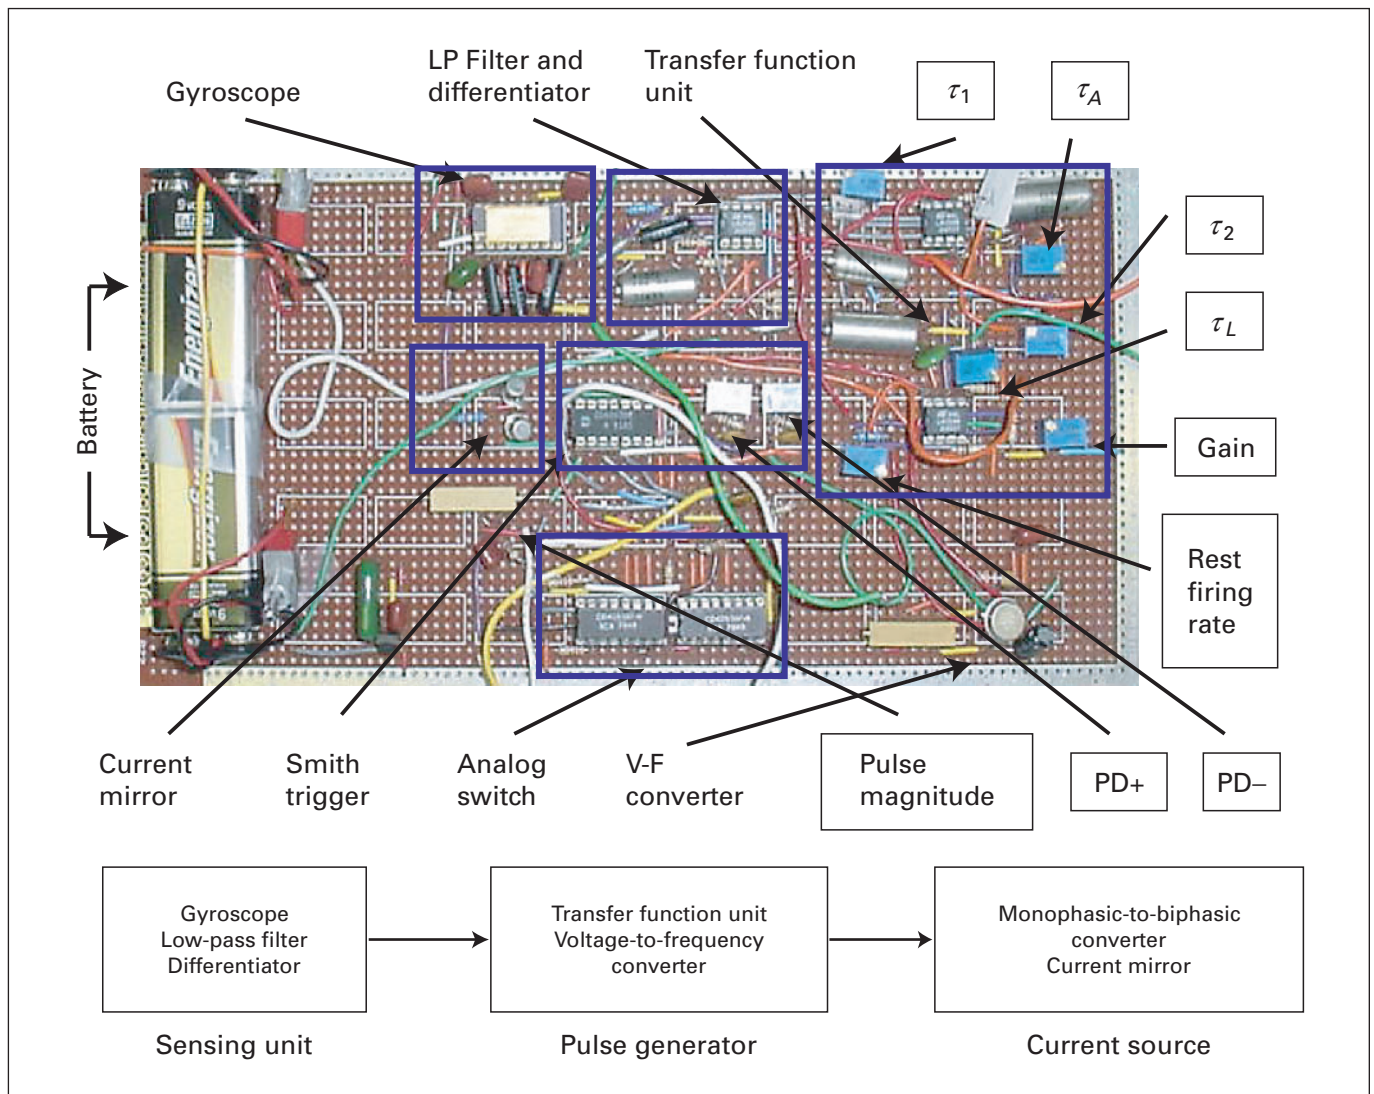 LP Filter and
differentiator
Transfer function
unit
Gyroscope
τ1
τA
τ2
τL
Gain
Rest
firing
rate
Battery
Energizer
Current
mirror
Smith
trigger
Analog
switch
V-F
converter
Pulse
magnitude
PD+
PD–
Gyroscope
Low-pass filter
Differentiator
Transfer function unit
Voltage-to-frequency
converter
Monophasic-to-biphasic
converter
Current mirror
Sensing unit
Pulse generator
Current source